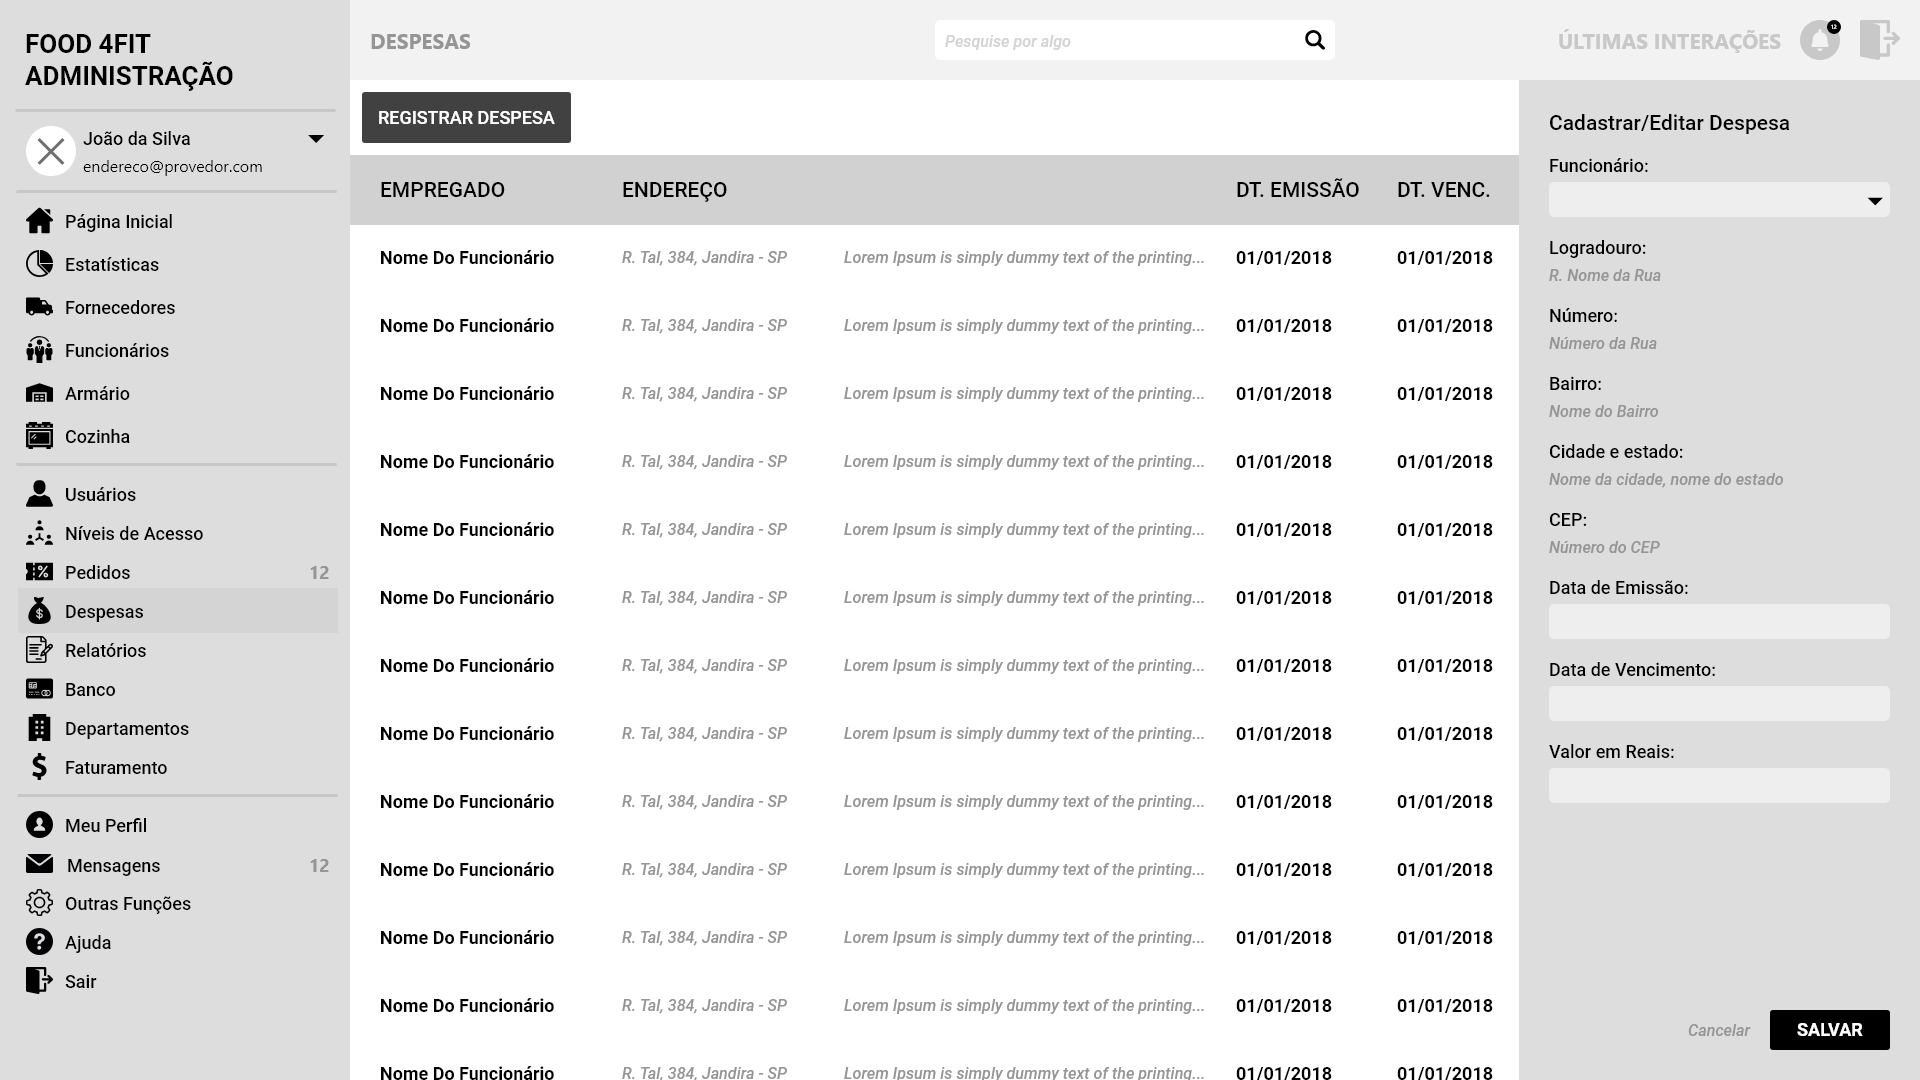 FOOD 4FIT
ADMINISTRAÇÃO
João da Silva
endereco@provedor.com
Página Inicial
Estatísticas
Fornecedores
Funcionários
Armário
Cozinha
Usuários
Níveis de Acesso
Pedidos 12
Despesas
Relatórios
Banco
Departamentos
Faturamento
Meu Perfil
Mensagens 12
Outras Funções
Ajuda
Sair
DESPESAS
Pesquise por algo
ÚLTIMAS INTERAÇÕES
12
REGISTRAR DESPESA
EMPREGADO ENDEREÇO DT. EMISSÃO DT. VENC.
Nome Do Funcionário R. Tal, 384, Jandira - SP Lorem Ipsum is simply dummy text of the printing... 01/01/2018 01/01/2018
Nome Do Funcionário R. Tal, 384, Jandira - SP Lorem Ipsum is simply dummy text of the printing... 01/01/2018 01/01/2018
Nome Do Funcionário R. Tal, 384, Jandira - SP Lorem Ipsum is simply dummy text of the printing... 01/01/2018 01/01/2018
Nome Do Funcionário R. Tal, 384, Jandira - SP Lorem Ipsum is simply dummy text of the printing... 01/01/2018 01/01/2018
Nome Do Funcionário R. Tal, 384, Jandira - SP Lorem Ipsum is simply dummy text of the printing... 01/01/2018 01/01/2018
Nome Do Funcionário R. Tal, 384, Jandira - SP Lorem Ipsum is simply dummy text of the printing... 01/01/2018 01/01/2018
Nome Do Funcionário R. Tal, 384, Jandira - SP Lorem Ipsum is simply dummy text of the printing... 01/01/2018 01/01/2018
Nome Do Funcionário R. Tal, 384, Jandira - SP Lorem Ipsum is simply dummy text of the printing... 01/01/2018 01/01/2018
Nome Do Funcionário R. Tal, 384, Jandira - SP Lorem Ipsum is simply dummy text of the printing... 01/01/2018 01/01/2018
Nome Do Funcionário R. Tal, 384, Jandira - SP Lorem Ipsum is simply dummy text of the printing... 01/01/2018 01/01/2018
Nome Do Funcionário R. Tal, 384, Jandira - SP Lorem Ipsum is simply dummy text of the printing... 01/01/2018 01/01/2018
Nome Do Funcionário R. Tal, 384, Jandira - SP Lorem Ipsum is simply dummy text of the printing... 01/01/2018 01/01/2018
Nome Do Funcionário R. Tal, 384, Jandira - SP Lorem Ipsum is simply dummy text of the printing... 01/01/2018 01/01/2018
Cadastrar/Editar Despesa
Funcionário:
Logradouro:
R. Nome da Rua
Número:
Número da Rua
Bairro:
Nome do Bairro
Cidade e estado:
Nome da cidade, nome do estado
CEP:
Número do CEP
Data de Emissão:
Data de Vencimento:
Valor em Reais:
Cancelar SALVAR